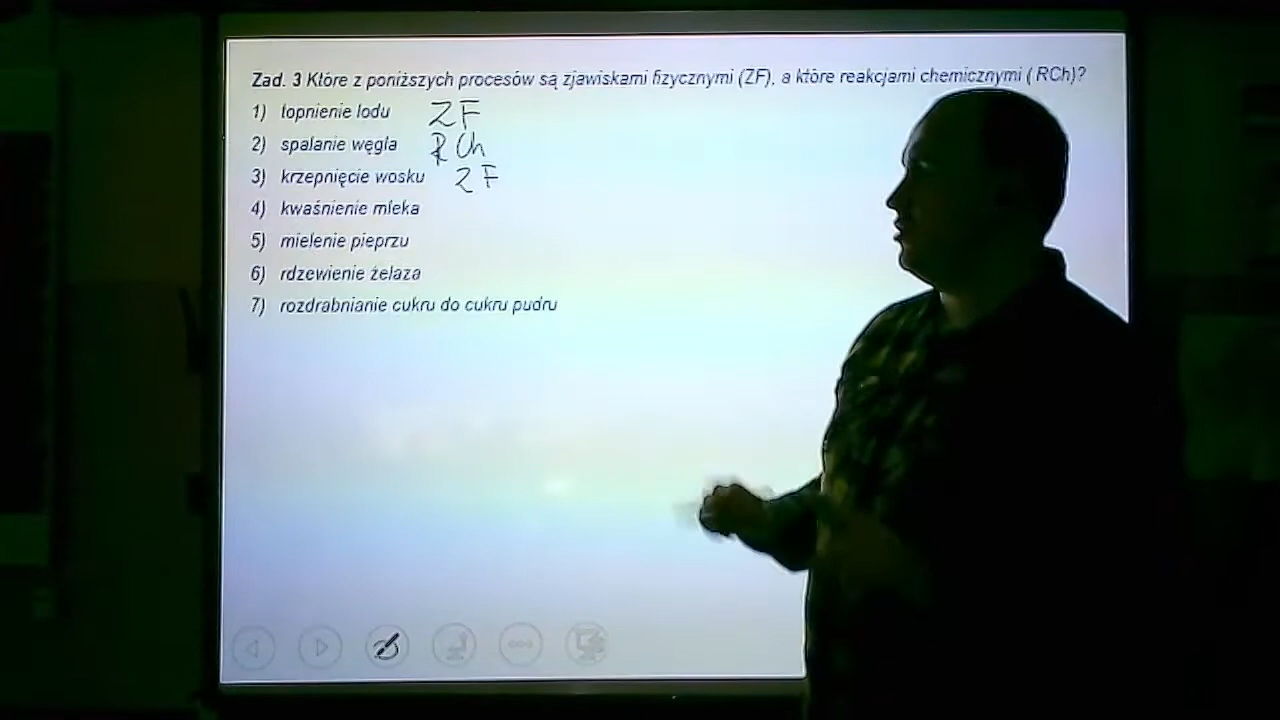 Zad. 3 Które z poniższych procesów są zjawiskami fizycznymi (ZF), a które reakcjami chemicznymi ( RCh)?
1) topnienie lodu ZF
2) spalanie węgla RCh
3) krzepnięcie wosku ZF
4) kwaśnienie mleka
5) mielenie pieprzu
6) rdzewienie żelaza
7) rozdrabnianie cukru do cukru pudru